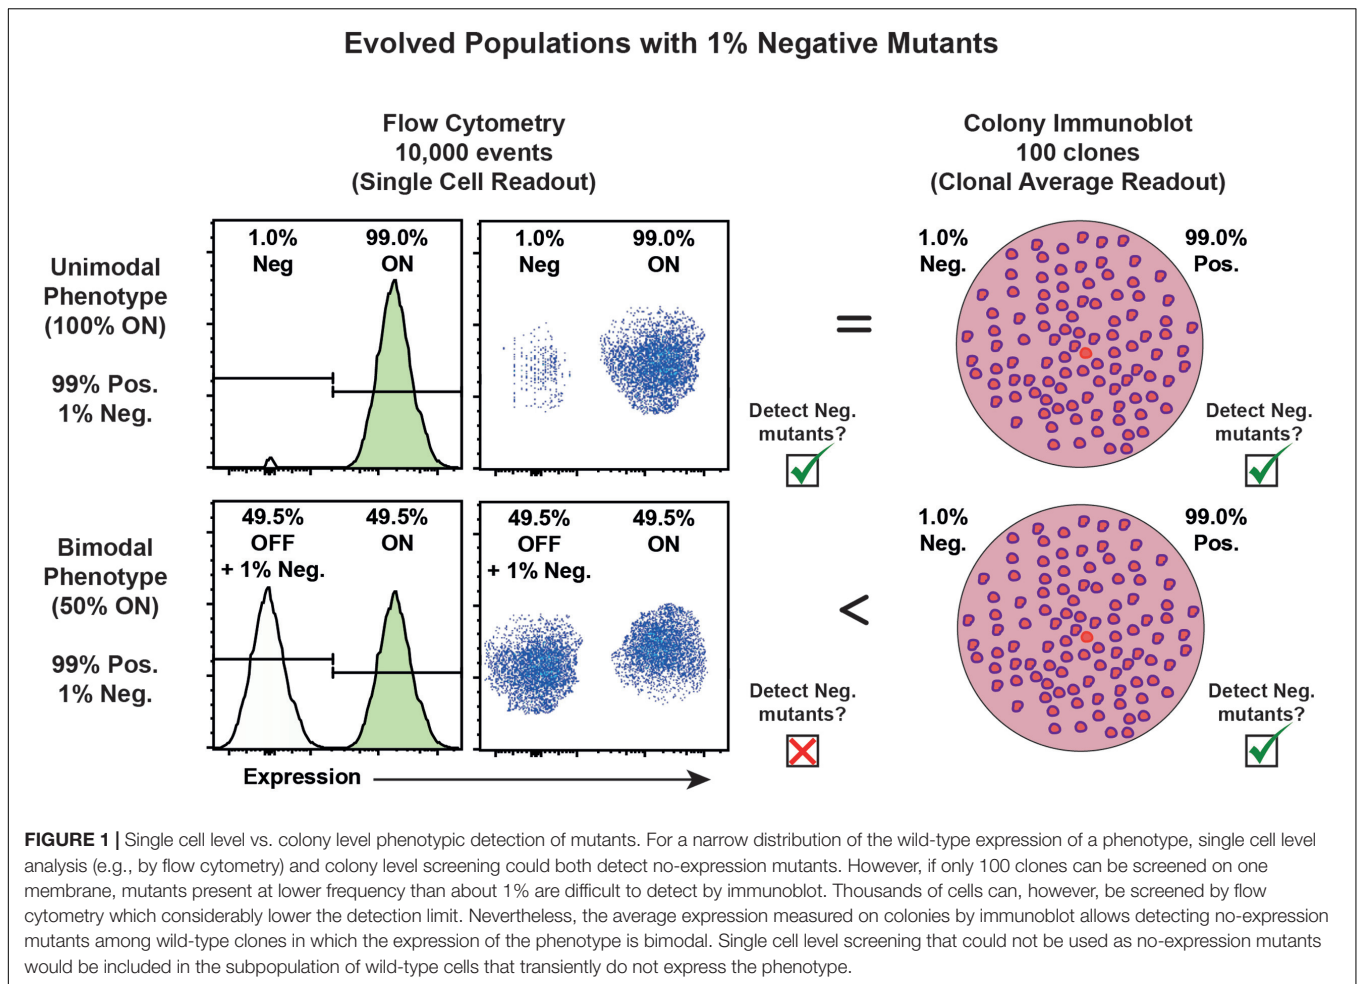 Evolved Populations with 1% Negative Mutants
Flow Cytometry
10,000 events
(Single Cell Readout)
Colony Immunoblot
100 clones
(Clonal Average Readout)
Unimodal
Phenotype
(100% ON)
99% Pos.
1% Neg.
1.0%
Neg
99.0%
ON
1.0%
Neg
99.0%
ON
=
Detect Neg.
mutants?
1.0%
Neg.
99.0%
Pos.
Detect Neg.
mutants?
Bimodal
Phenotype
(50% ON)
99% Pos.
1% Neg.
49.5%
OFF
+ 1% Neg.
49.5%
ON
49.5%
OFF
+ 1% Neg.
49.5%
ON
<
Detect Neg.
mutants?
1.0%
Neg.
99.0%
Pos.
Detect Neg.
mutants?
Expression
FIGURE 1 | Single cell level vs. colony level phenotypic detection of mutants. For a narrow distribution of the wild-type expression of a phenotype, single cell level
analysis (e.g., by flow cytometry) and colony level screening could both detect no-expression mutants. However, if only 100 clones can be screened on one
membrane, mutants present at lower frequency than about 1% are difficult to detect by immunoblot. Thousands of cells can, however, be screened by flow
cytometry which considerably lower the detection limit. Nevertheless, the average expression measured on colonies by immunoblot allows detecting no-expression
mutants among wild-type clones in which the expression of the phenotype is bimodal. Single cell level screening that could not be used as no-expression mutants
would be included in the subpopulation of wild-type cells that transiently do not express the phenotype.